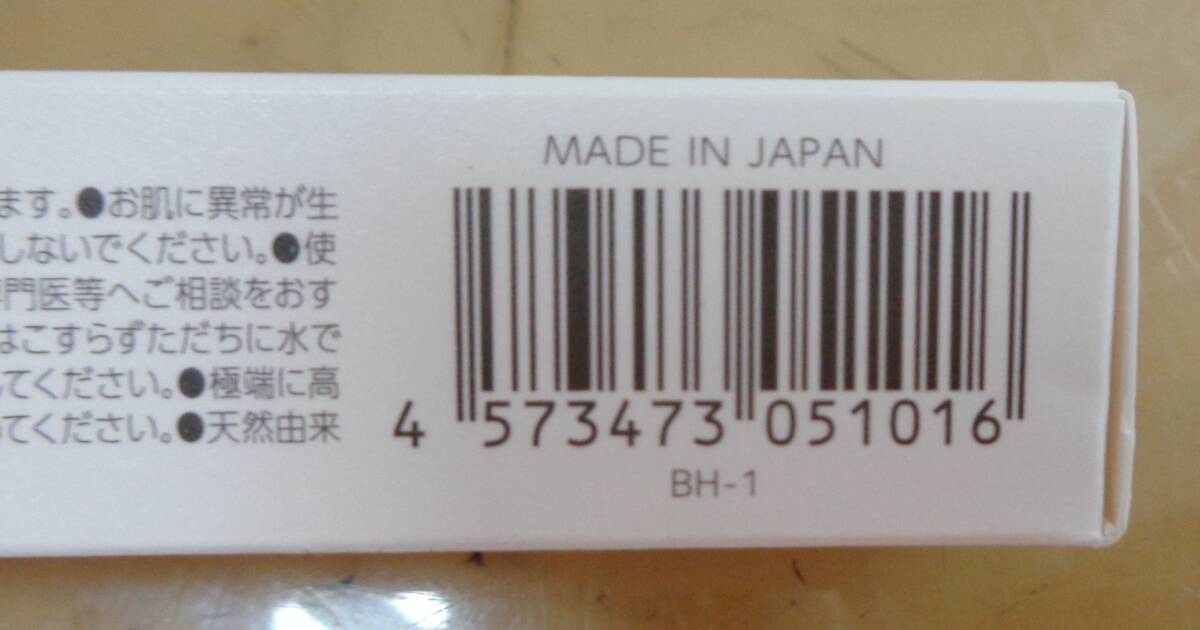 ます。●お肌に異常が生
しないでください。●使
門医等へご相談をおす
はこすらずただちに水で
てください。●極端に高
てください。●天然由来
MADE IN JAPAN
4 573473 051016
BH-1